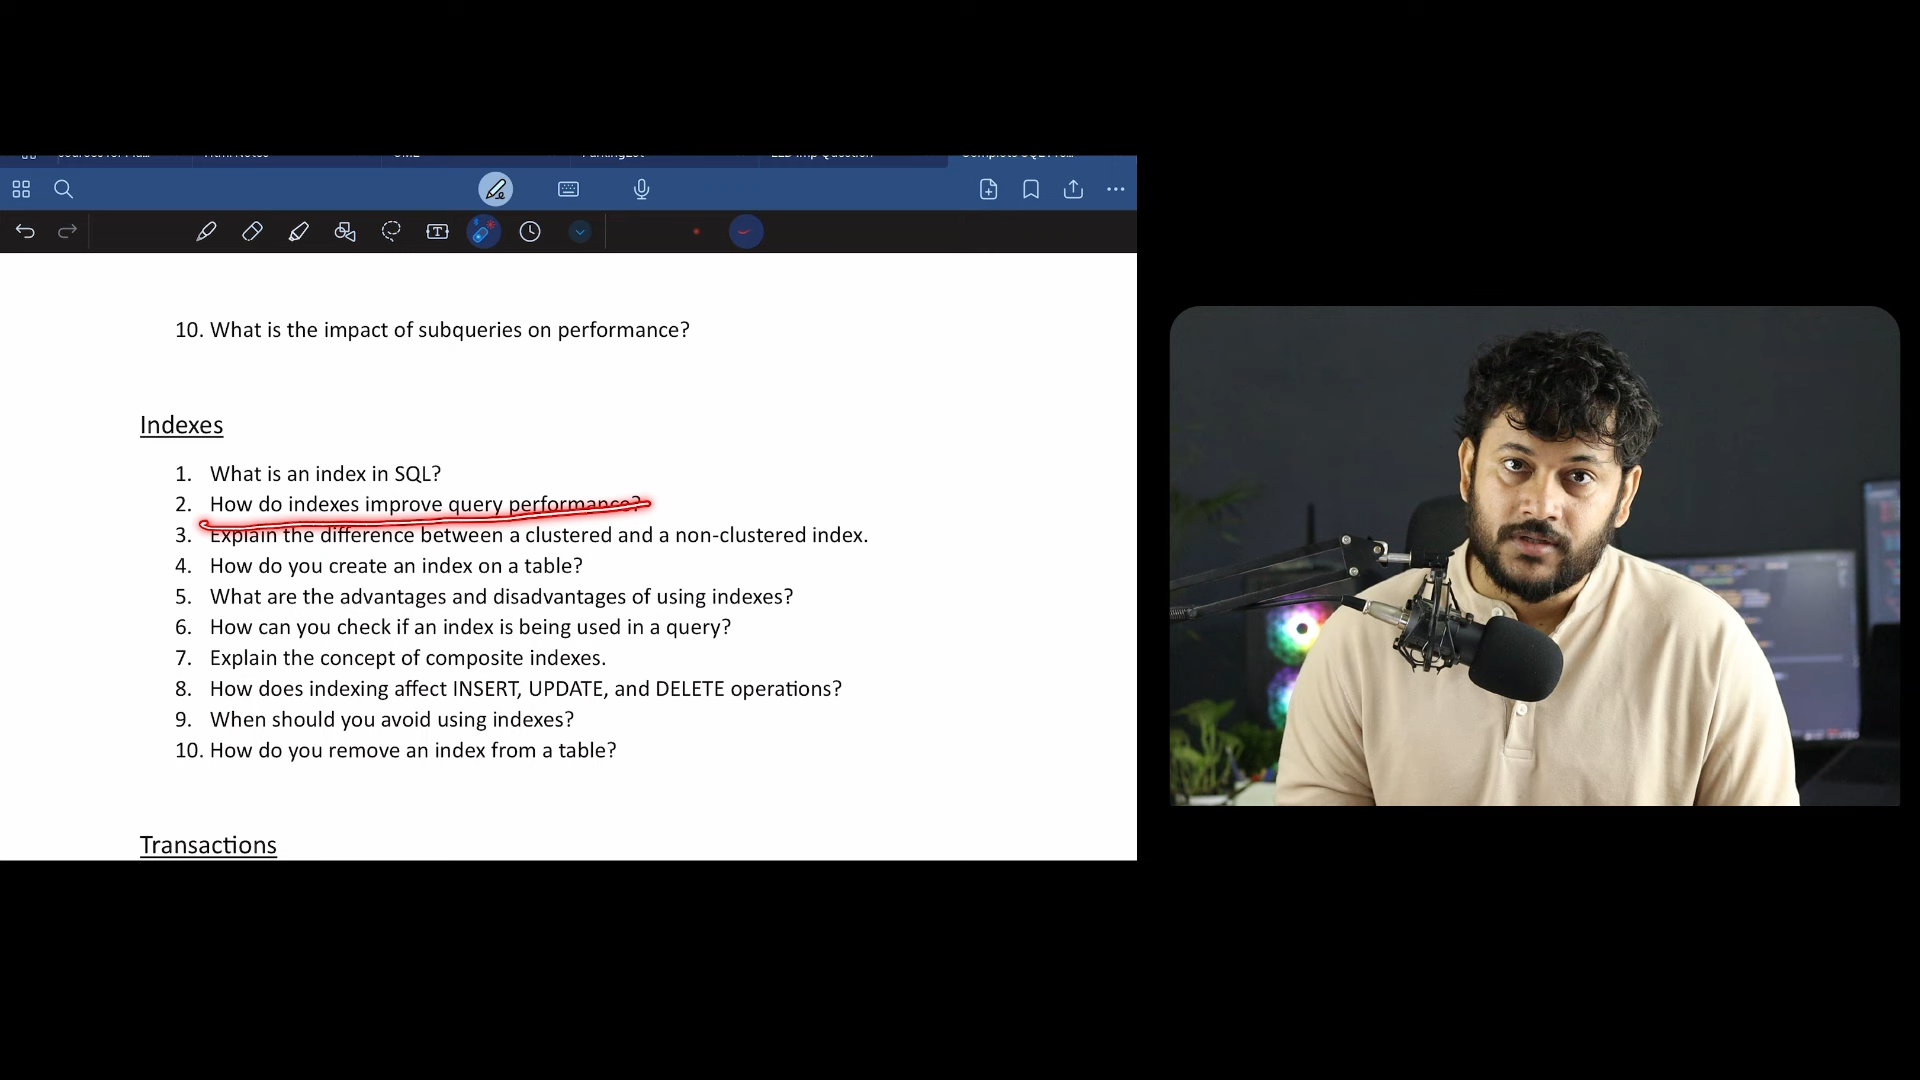 10. What is the impact of subqueries on performance?
Indexes
1. What is an index in SQL?
2. How do indexes improve query performance?
3. Explain the difference between a clustered and a non-clustered index.
4. How do you create an index on a table?
5. What are the advantages and disadvantages of using indexes?
6. How can you check if an index is being used in a query?
7. Explain the concept of composite indexes.
8. How does indexing affect INSERT, UPDATE, and DELETE operations?
9. When should you avoid using indexes?
10. How do you remove an index from a table?
Transactions